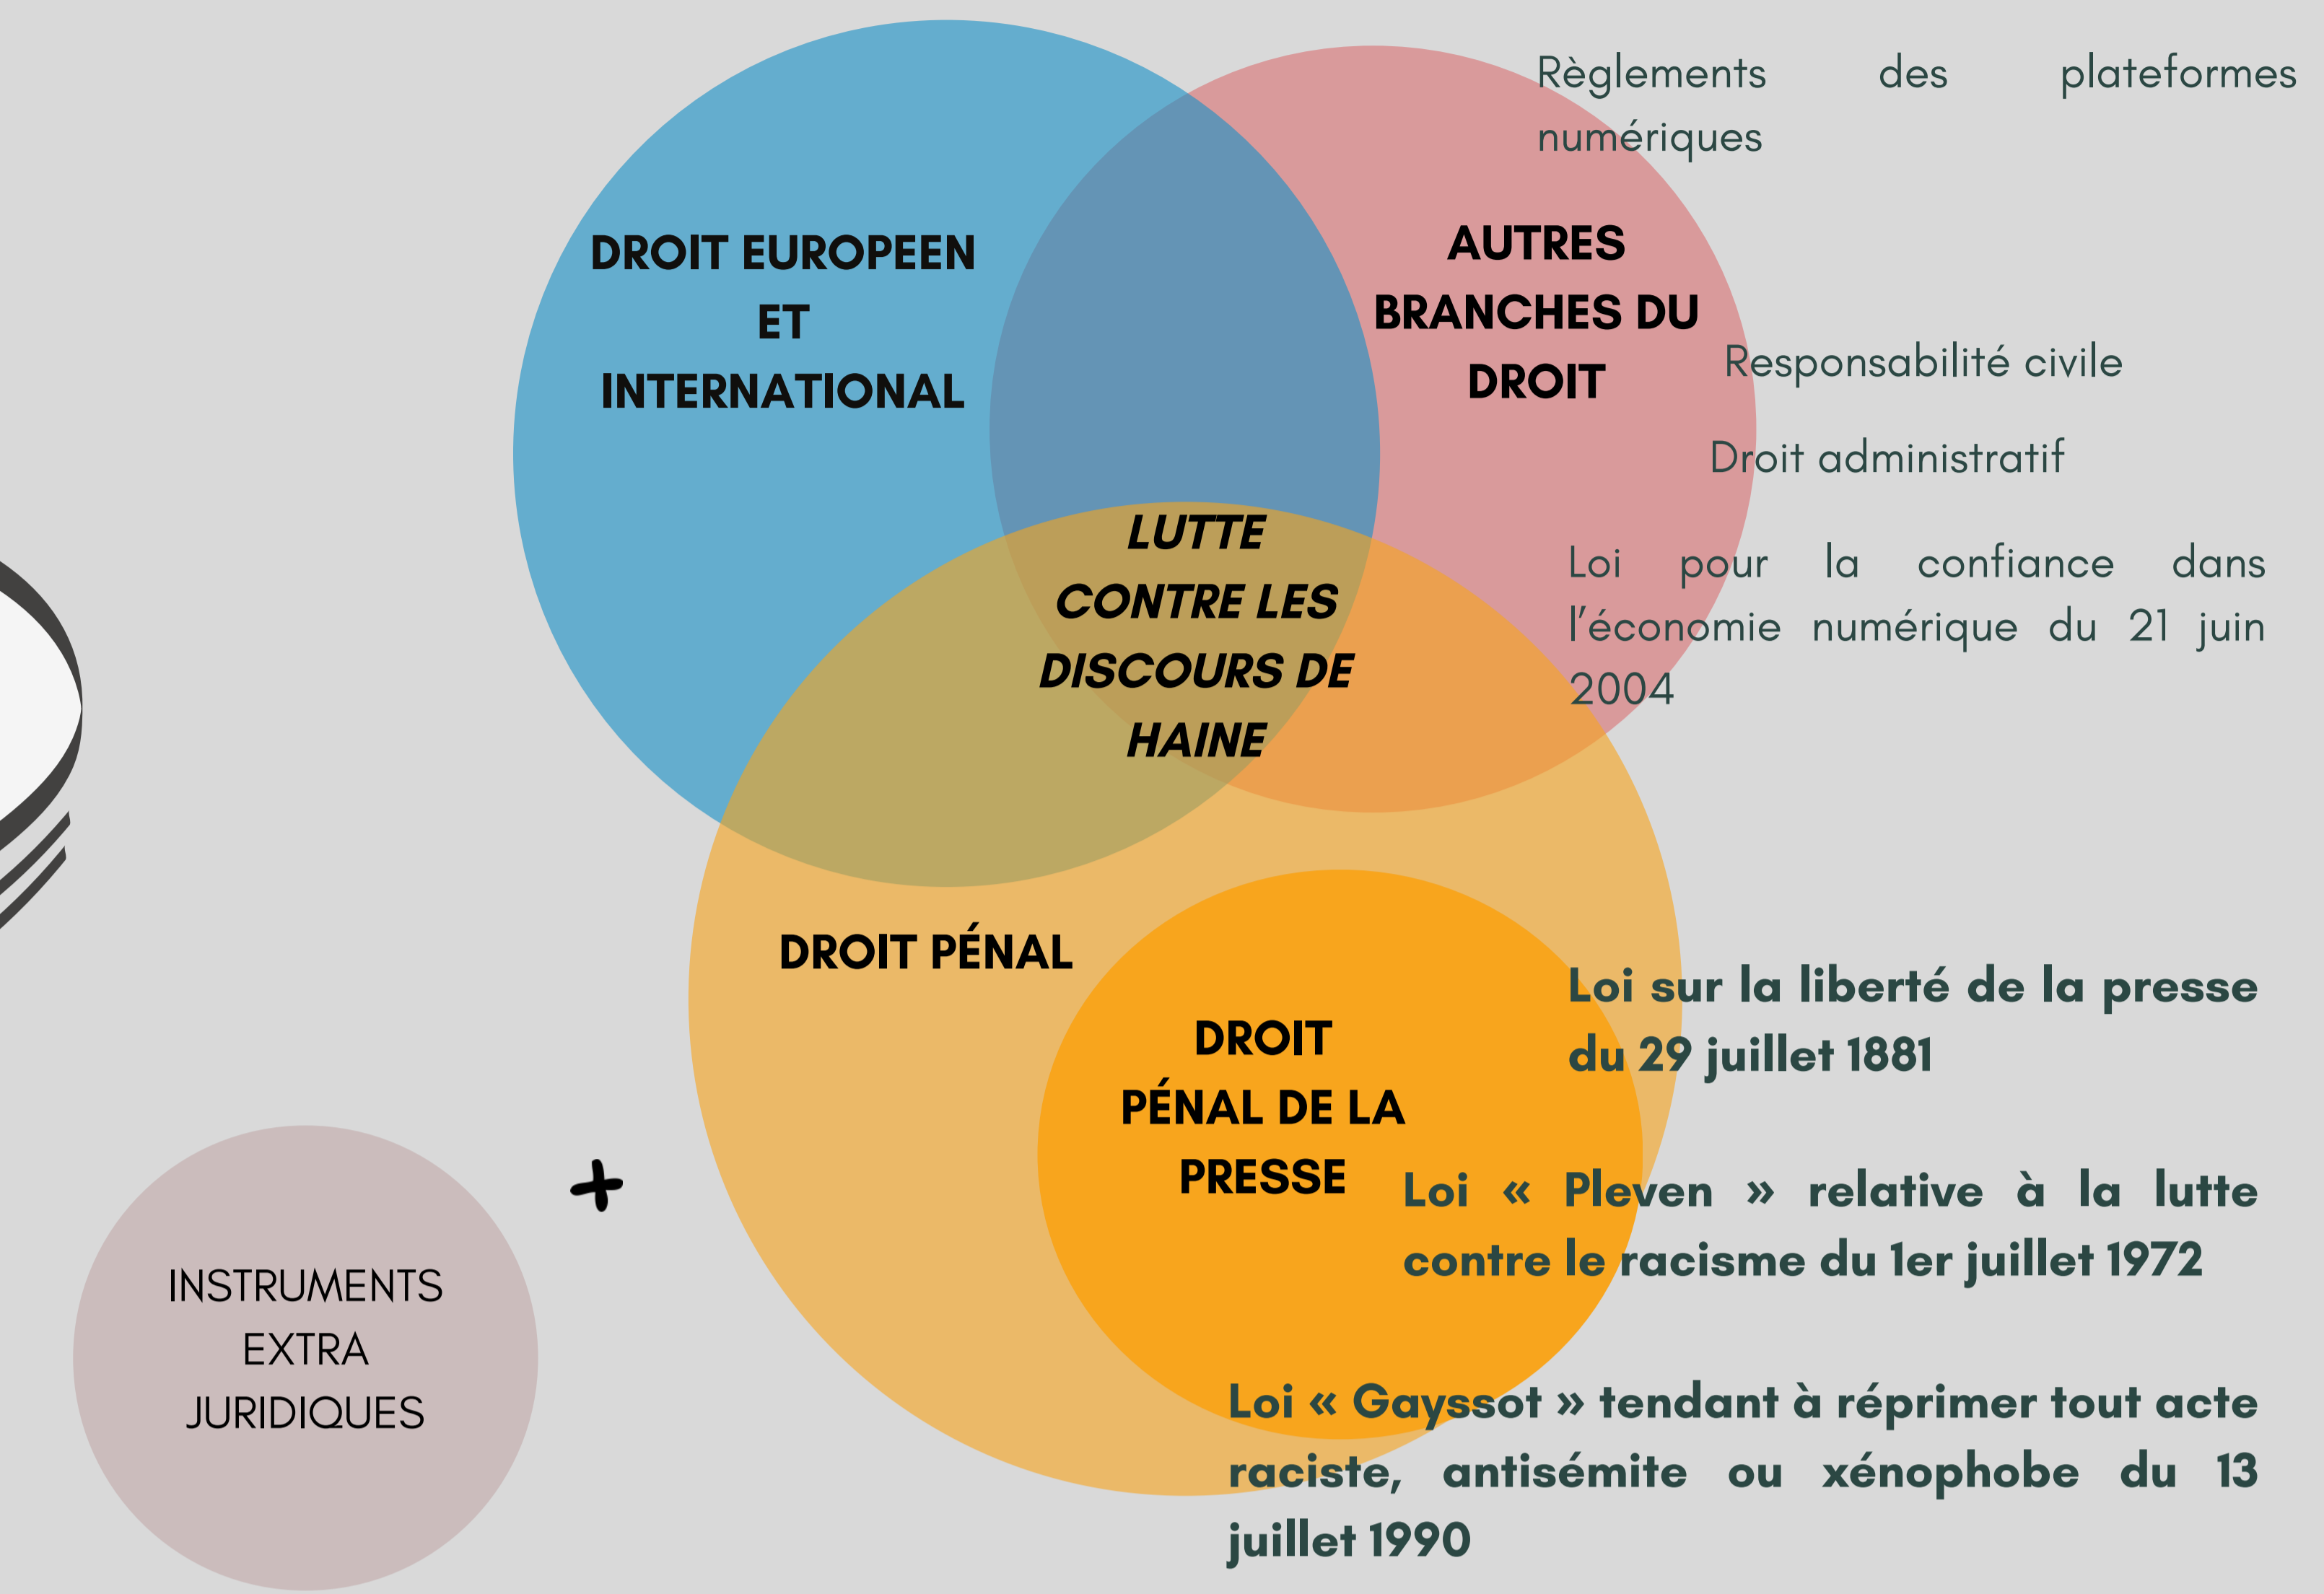 Règlements des plateformes
numériques
DROIT EUROPEEN
ET
INTERNATIONAL
AUTRES
BRANCHES DU
DROIT
Responsabilité civile
Droit administratif
LUTTE
CONTRE LES
DISCOURS DE
HAINE
Loi pour la confiance dans
l'économie numérique du 21 juin
2004
DROIT PÉNAL
DROIT
PÉNAL DE LA
PRESSE
Loi sur la liberté de la presse
du 29 juillet 1881
Loi « Pleven » relative à la lutte
contre le racisme du 1er juillet 1972
INSTRUMENTS
EXTRA
JURIDIQUES
Loi « Gayssot » tendant à réprimer tout acte
raciste, antisémite ou xénophobe du 13
juillet 1990